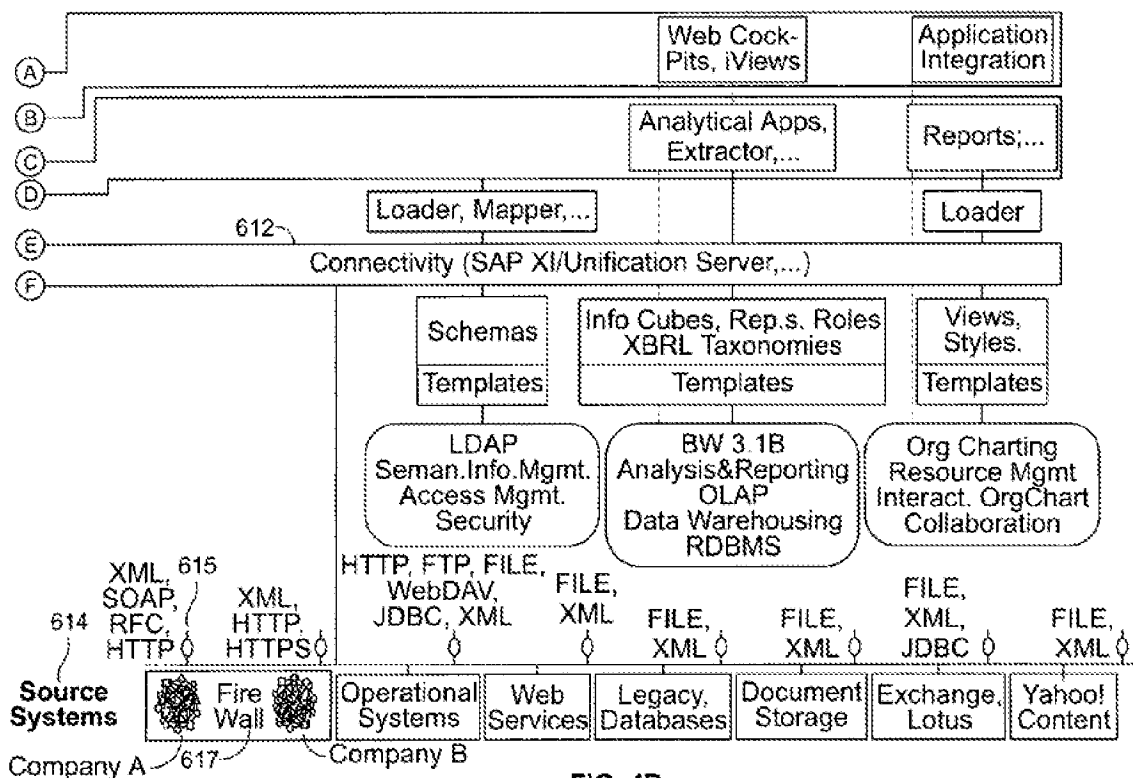 Web Cock-
Pits, iViews
Application
Integration
A
B
Analytical Apps,
Extractor,...
Reports;...
C
D
Loader, Mapper,...
Loader
612
E
Connectivity (SAP XI/Unification Server,...)
F
Schemas
Templates
Info Cubes, Rep.s. Roles
XBRL Taxonomies
Templates
Views,
Styles.
Templates
LDAP
Seman.Info.Mgmt.
Access Mgmt.
Security
BW 3.1B
Analysis&Reporting
OLAP
Data Warehousing
RDBMS
Org Charting
Resource Mgmt
Interact. OrgChart
Collaboration
614
XML,
SOAP,
RFC,
HTTP
615
XML,
HTTP,
HTTPS
HTTP, FTP, FILE,
WebDAV,
JDBC, XML
FILE,
XML
FILE,
XML
FILE,
XML
FILE,
XML,
JDBC
FILE,
XML
Source
Systems
Fire
Wall
Operational
Systems
Web
Services
Legacy,
Databases
Document
Storage
Exchange,
Lotus
Yahoo!
Content
Company A
617
Company B